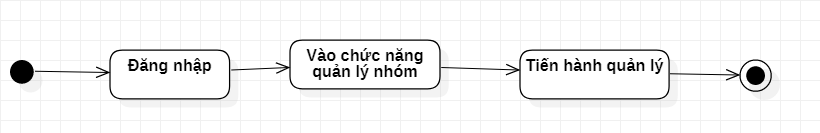 Đăng nhập
Vào chức năng
quản lý nhóm
Tiến hành quản lý